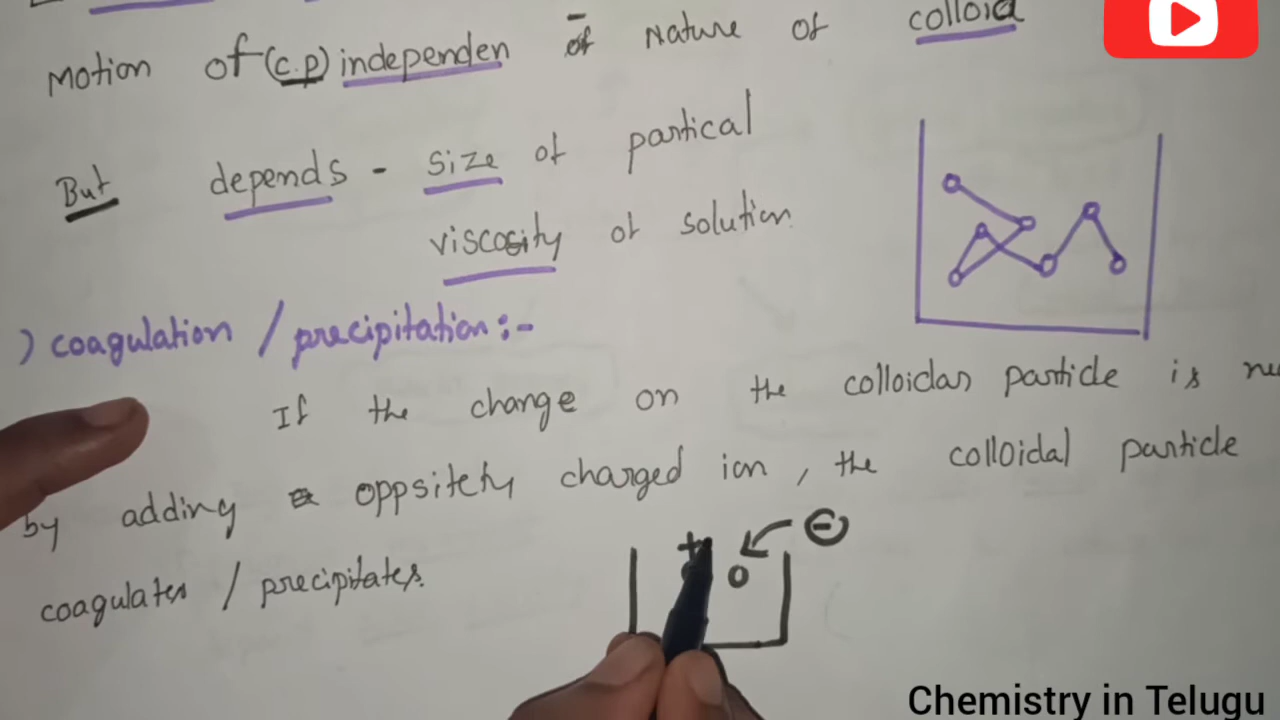 Motion of (c.p) independen of Nature of colloid
But depends - size of partical
viscosity of solution
) coagulation / precipitation :-
If the change on the colloidas particle is
by adding oppsitely charged ion , the colloidal particle
coagulates / precipitates.
+
Chemistry in Telugu